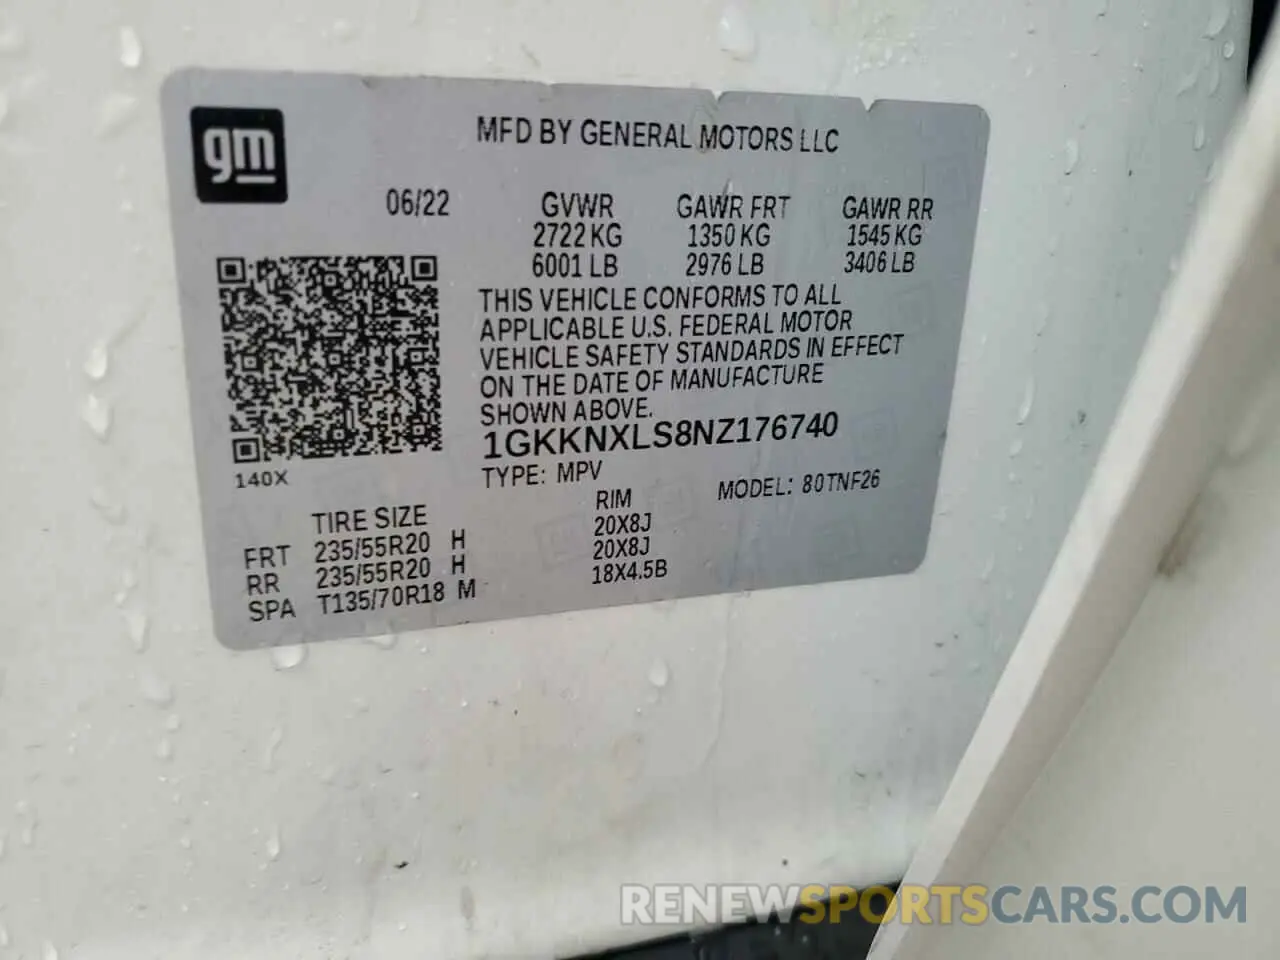 gm
MFD BY GENERAL MOTORS LLC
06/22 GVWR GAWR FRT GAWR RR
2722 KG 1350 KG 1545 KG
6001 LB 2976 LB 3406 LB
THIS VEHICLE CONFORMS TO ALL
APPLICABLE U.S. FEDERAL MOTOR
VEHICLE SAFETY STANDARDS IN EFFECT
ON THE DATE OF MANUFACTURE
SHOWN ABOVE.
1GKKNXLS8NZ176740
140X
TYPE: MPV MODEL: 80TNF26
TIRE SIZE RIM
FRT 235/55R20 H 20X8J
RR 235/55R20 H 20X8J
SPA T135/70R18 M 18X4.5B
RENEWSPORTSCARS.COM